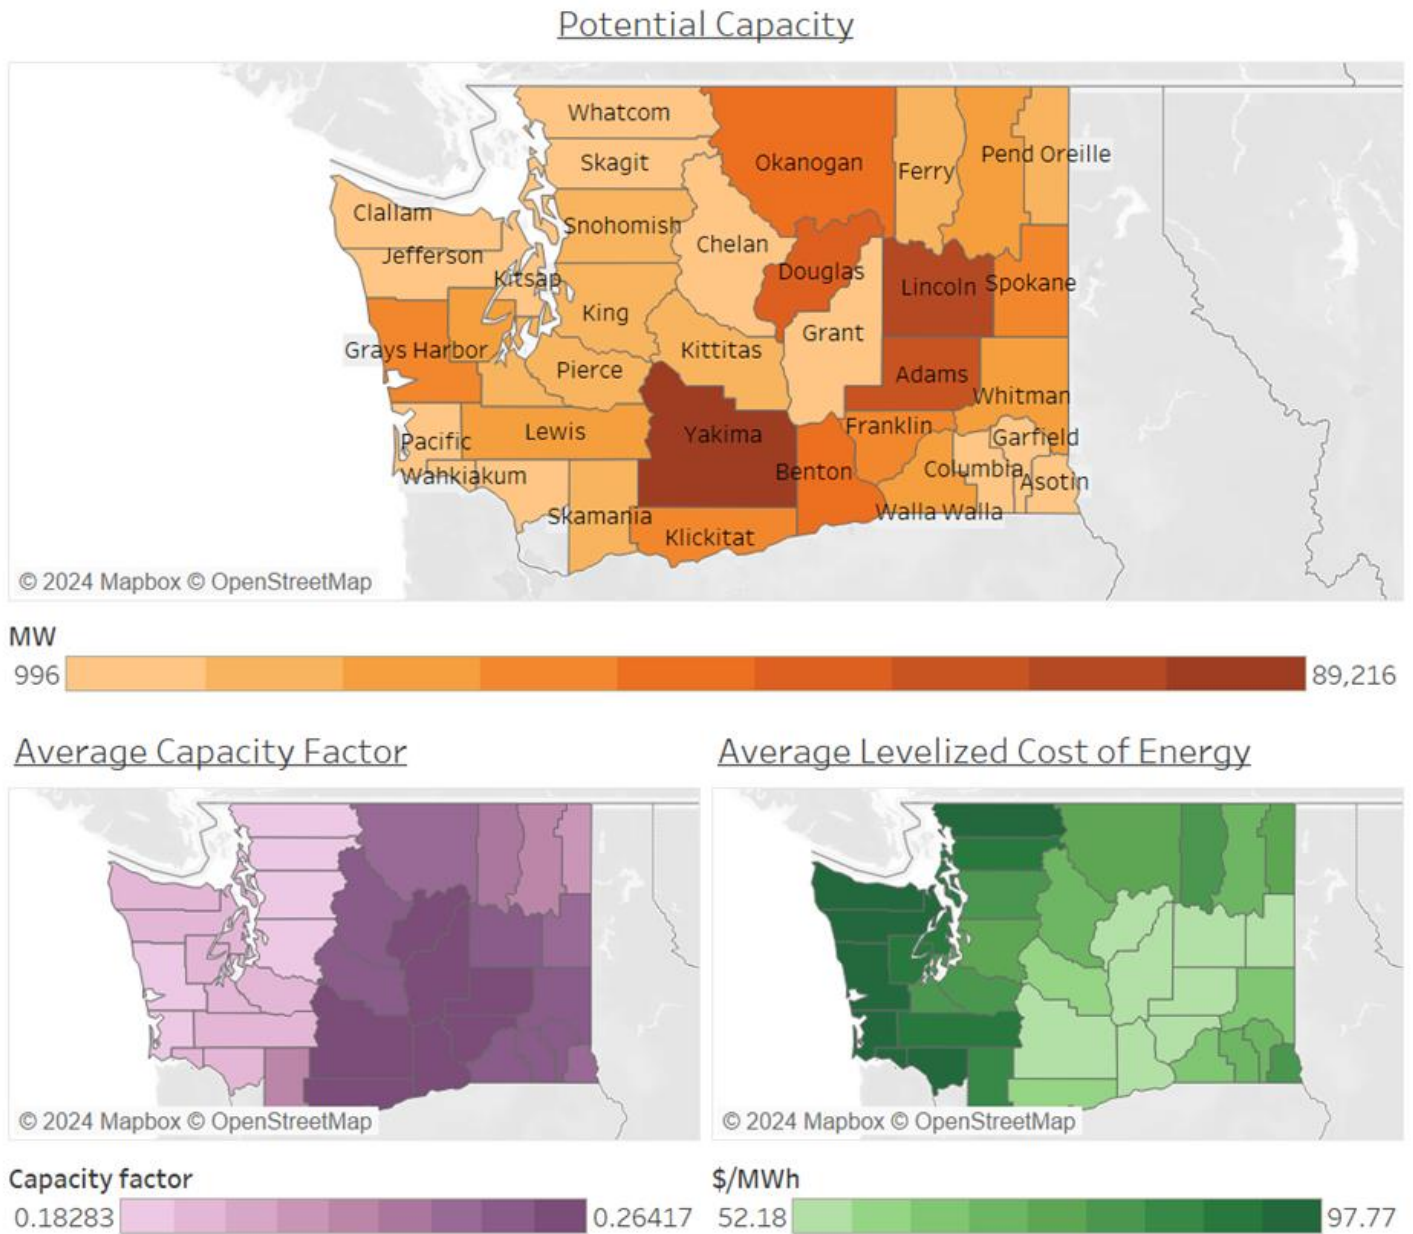 Potential Capacity
Whatcom
Skagit
Okanogan
Ferry
Pend Oreille
Clallam
Snohomish
Jefferson
Chelan
Kitsap
Douglas
Lincoln
Spokane
King
Grant
Grays Harbor
Kittitas
Pierce
Adams
Whitman
Pacific
Lewis
Yakima
Franklin
Garfield
Wahkiakum
Benton
Columbia
Asotin
Skamania
Walla Walla
Klickitat
© 2024 Mapbox © OpenStreetMap
MW
996 89,216
Average Capacity Factor
© 2024 Mapbox © OpenStreetMap
Capacity factor
0.18283 0.26417
Average Levelized Cost of Energy
© 2024 Mapbox © OpenStreetMap
$/MWh
52.18 97.77